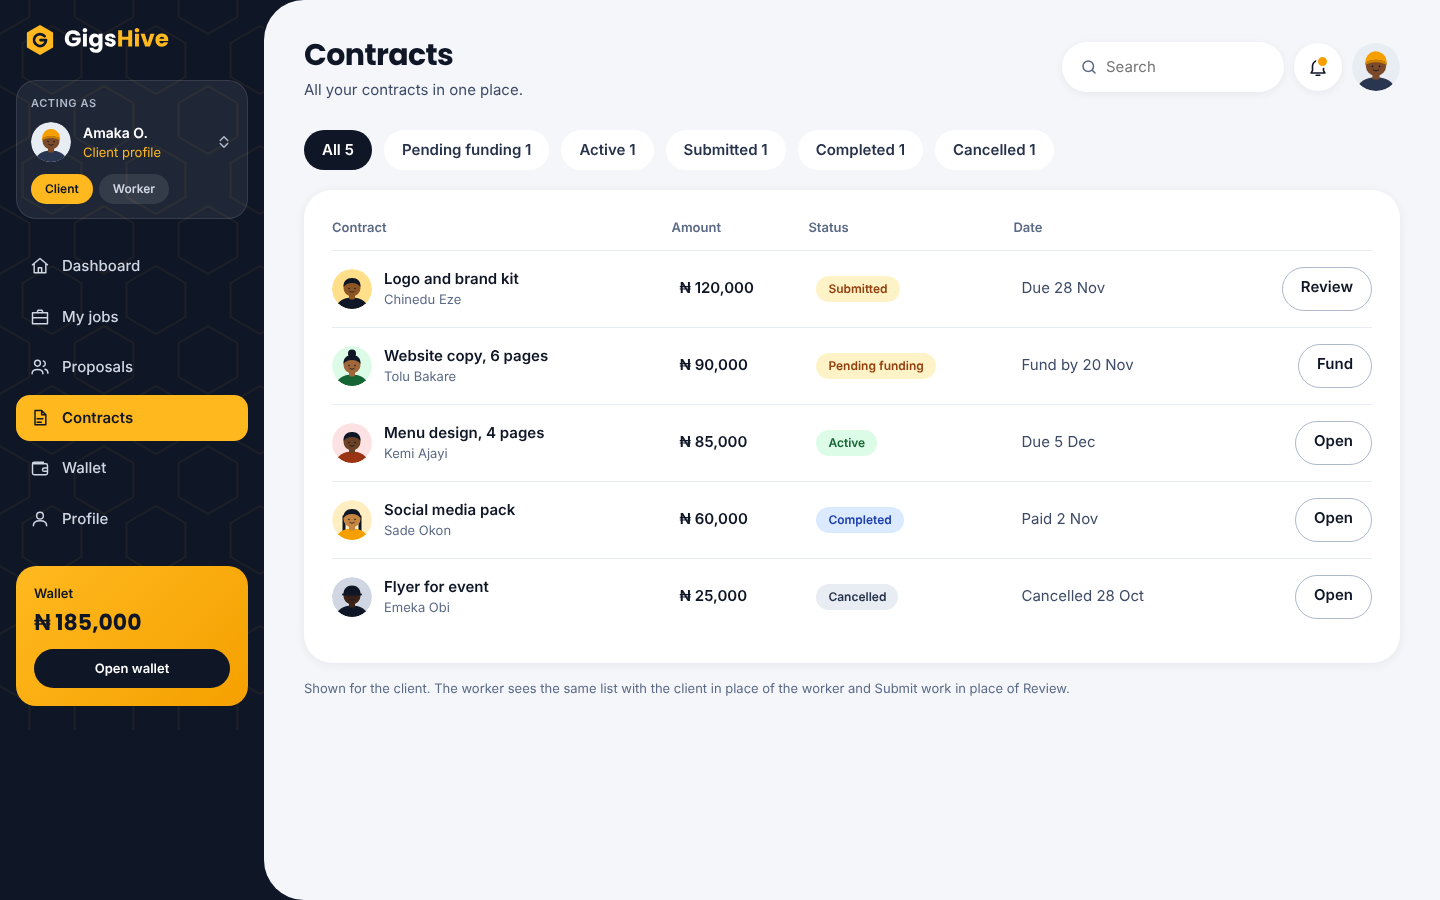 GigsHive
ACTING AS
Amaka O.
Client profile
Client Worker
Dashboard
My jobs
Proposals
Contracts
Wallet
Profile
Wallet
₦ 185,000
Open wallet
Contracts
All your contracts in one place.
Search
All 5 Pending funding 1 Active 1 Submitted 1 Completed 1 Cancelled 1
Contract Amount Status Date
Logo and brand kit
Chinedu Eze
₦ 120,000 Submitted Due 28 Nov Review
Website copy, 6 pages
Tolu Bakare
₦ 90,000 Pending funding Fund by 20 Nov Fund
Menu design, 4 pages
Kemi Ajayi
₦ 85,000 Active Due 5 Dec Open
Social media pack
Sade Okon
₦ 60,000 Completed Paid 2 Nov Open
Flyer for event
Emeka Obi
₦ 25,000 Cancelled Cancelled 28 Oct Open
Shown for the client. The worker sees the same list with the client in place of the worker and Submit work in place of Review.